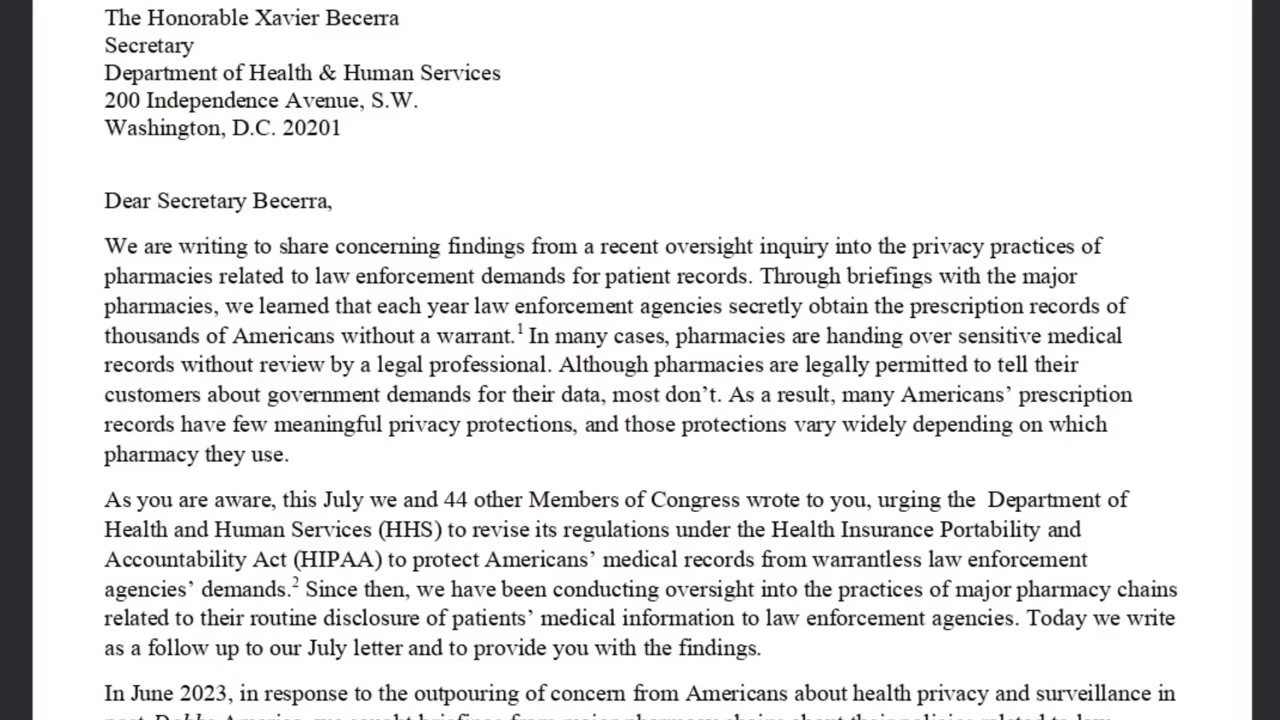 The Honorable Xavier Becerra
Secretary
Department of Health & Human Services
200 Independence Avenue, S.W.
Washington, D.C. 20201
Dear Secretary Becerra,
We are writing to share concerning findings from a recent oversight inquiry into the privacy practices of
pharmacies related to law enforcement demands for patient records. Through briefings with the major
pharmacies, we learned that each year law enforcement agencies secretly obtain the prescription records of
thousands of Americans without a warrant.1 In many cases, pharmacies are handing over sensitive medical
records without review by a legal professional. Although pharmacies are legally permitted to tell their
customers about government demands for their data, most don’t. As a result, many Americans’ prescription
records have few meaningful privacy protections, and those protections vary widely depending on which
pharmacy they use.
As you are aware, this July we and 44 other Members of Congress wrote to you, urging the  Department of
Health and Human Services (HHS) to revise its regulations under the Health Insurance Portability and
Accountability Act (HIPAA) to protect Americans’ medical records from warrantless law enforcement
agencies’ demands.2 Since then, we have been conducting oversight into the practices of major pharmacy chains
related to their routine disclosure of patients’ medical information to law enforcement agencies. Today we write
as a follow up to our July letter and to provide you with the findings.
In June 2023, in response to the outpouring of concern from Americans about health privacy and surveillance in